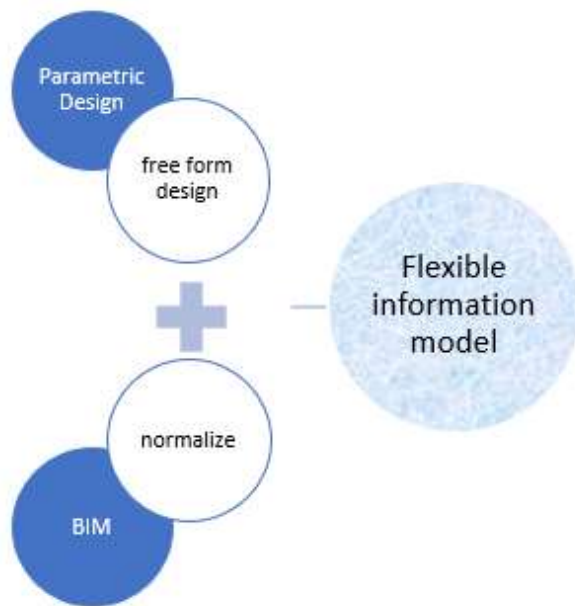 Parametric
Design
free form
design
Flexible
information
model
normalize
BIM